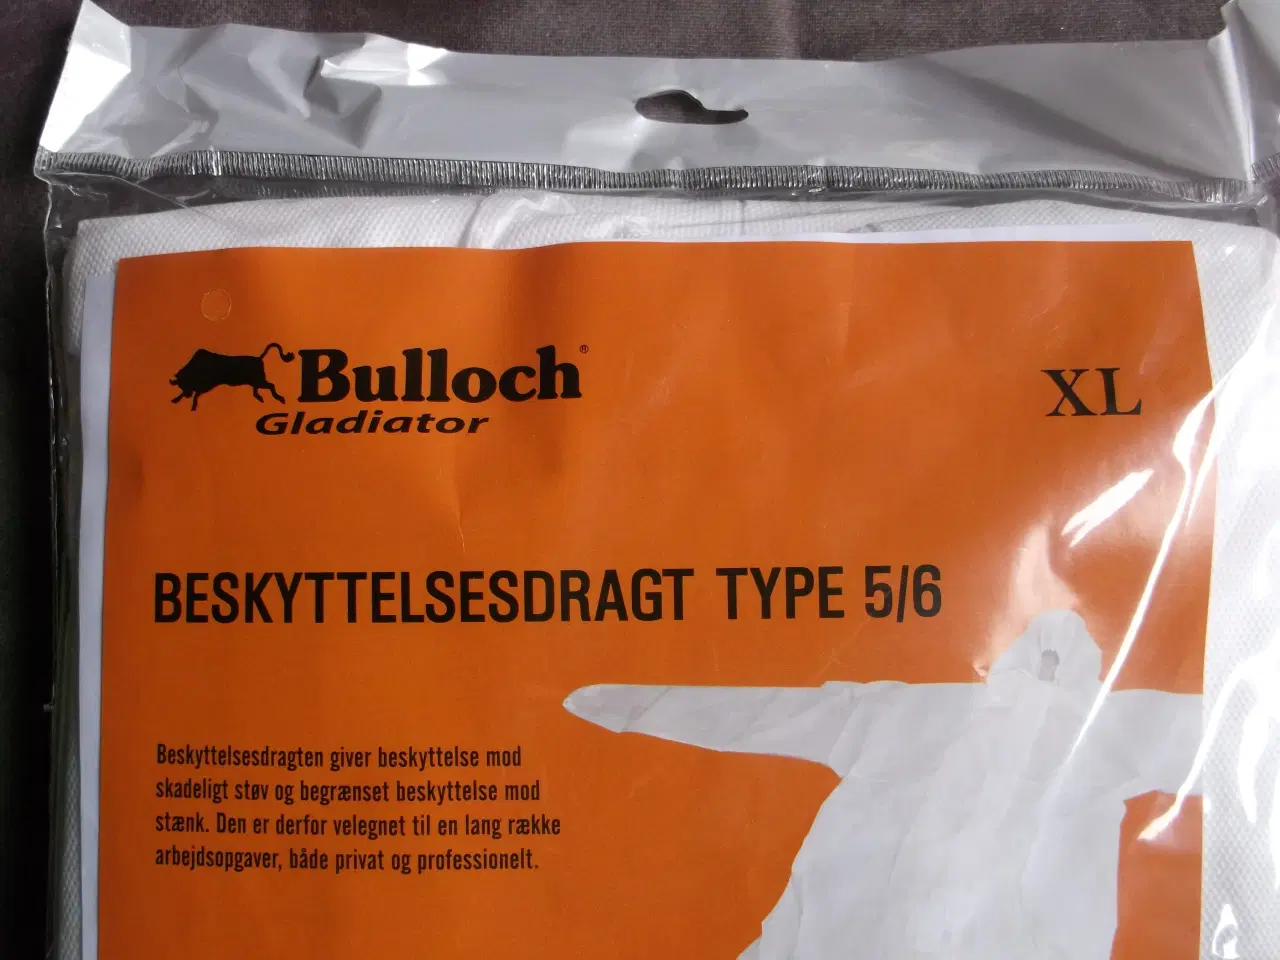 Bulloch®
Gladiator
XL
BESKYTTELSESDRAGT TYPE 5/6
Beskyttelsesdragten giver beskyttelse mod
skadeligt støv og begrænset beskyttelse mod
stænk. Den er derfor velegnet til en lang række
arbejdsopgaver, både privat og professionelt.